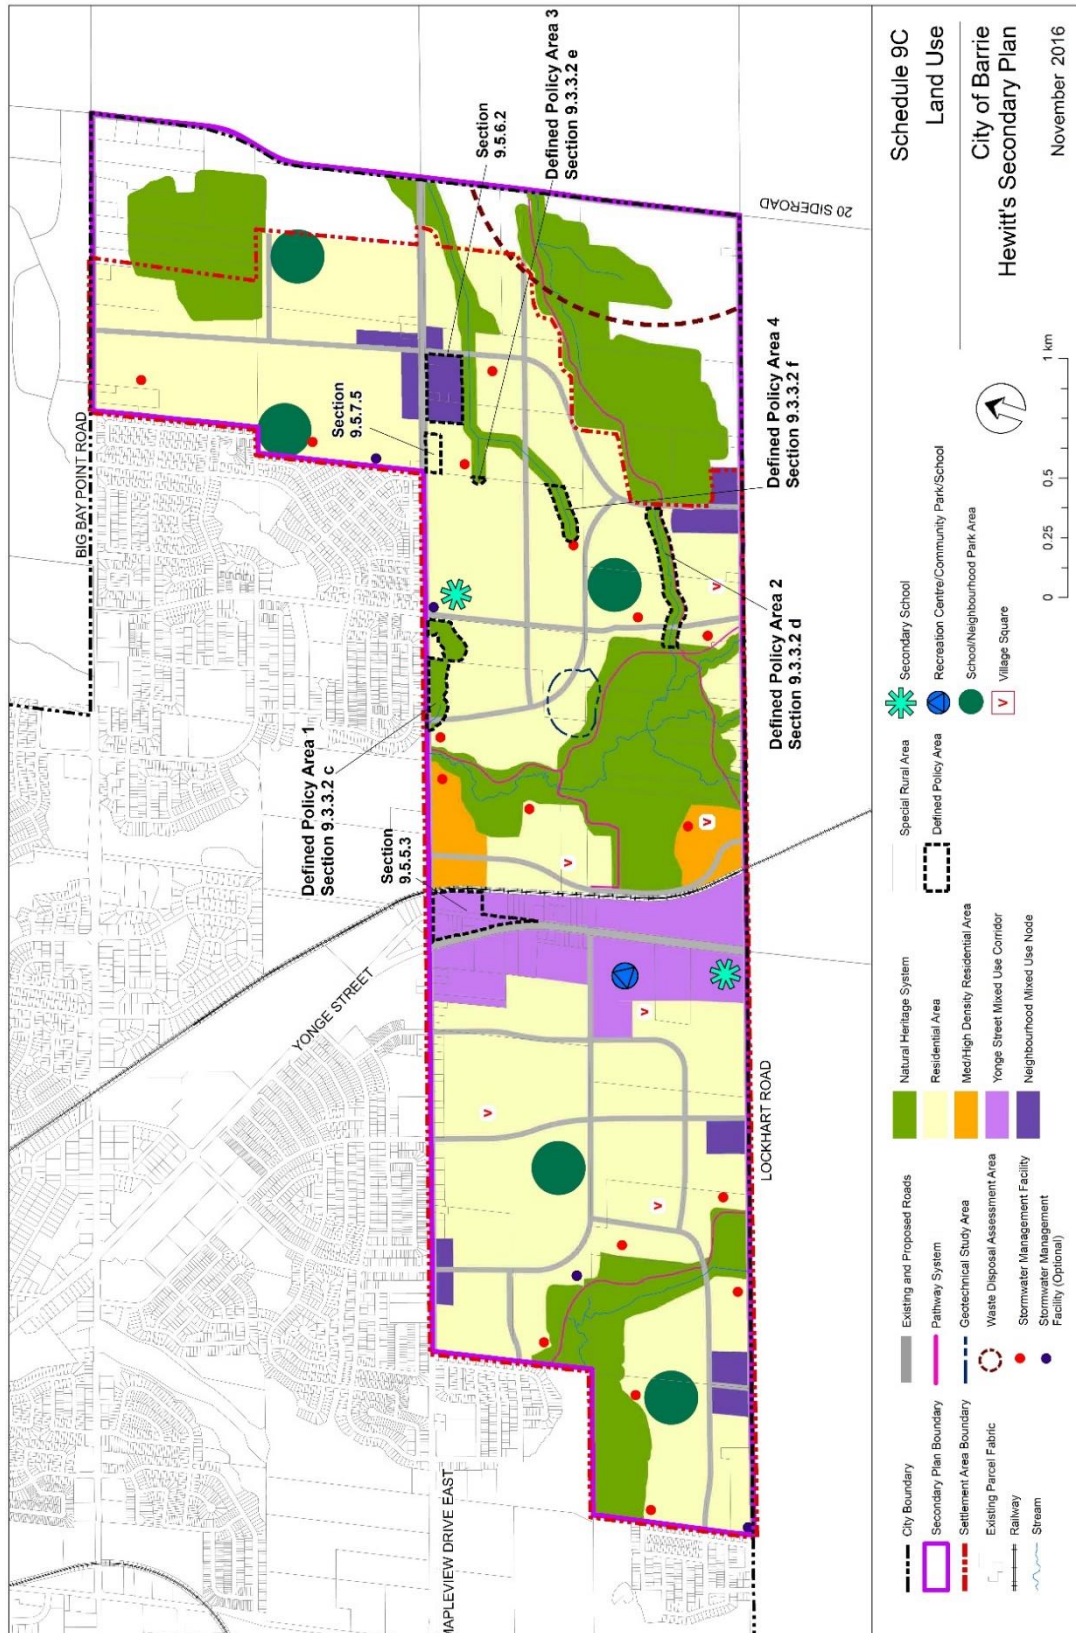 Schedule 9C
Land Use
City of Barrie
Hewitt's Secondary Plan
November 2016
BIG BAY POINT ROAD
YONGE STREET
MAPLEVIEW DRIVE EAST
LOCKHART ROAD
20 SIDEROAD
Defined Policy Area 1
Section 9.3.3.2 c
Section
9.5.5.3
Section
9.5.7.5
Section
9.5.6.2
Defined Policy Area 3
Section 9.3.3.2 e
Defined Policy Area 4
Section 9.3.3.2 f
Defined Policy Area 2
Section 9.3.3.2 d
V
V
V
V
V
V
V
City Boundary
Secondary Plan Boundary
Settlement Area Boundary
Existing Parcel Fabric
Railway
Stream
Existing and Proposed Roads
Pathway System
Geotechnical Study Area
Waste Disposal Assessment Area
Stormwater Management Facility
Stormwater Management
Facility (Optional)
Natural Heritage System
Residential Area
Med/High Density Residential Area
Yonge Street Mixed Use Corridor
Neighbourhood Mixed Use Node
Special Rural Area
Defined Policy Area
Secondary School
Recreation Centre/Community Park/School
School/Neighbourhood Park Area
V Village Square
0 0.25 0.5 1 km